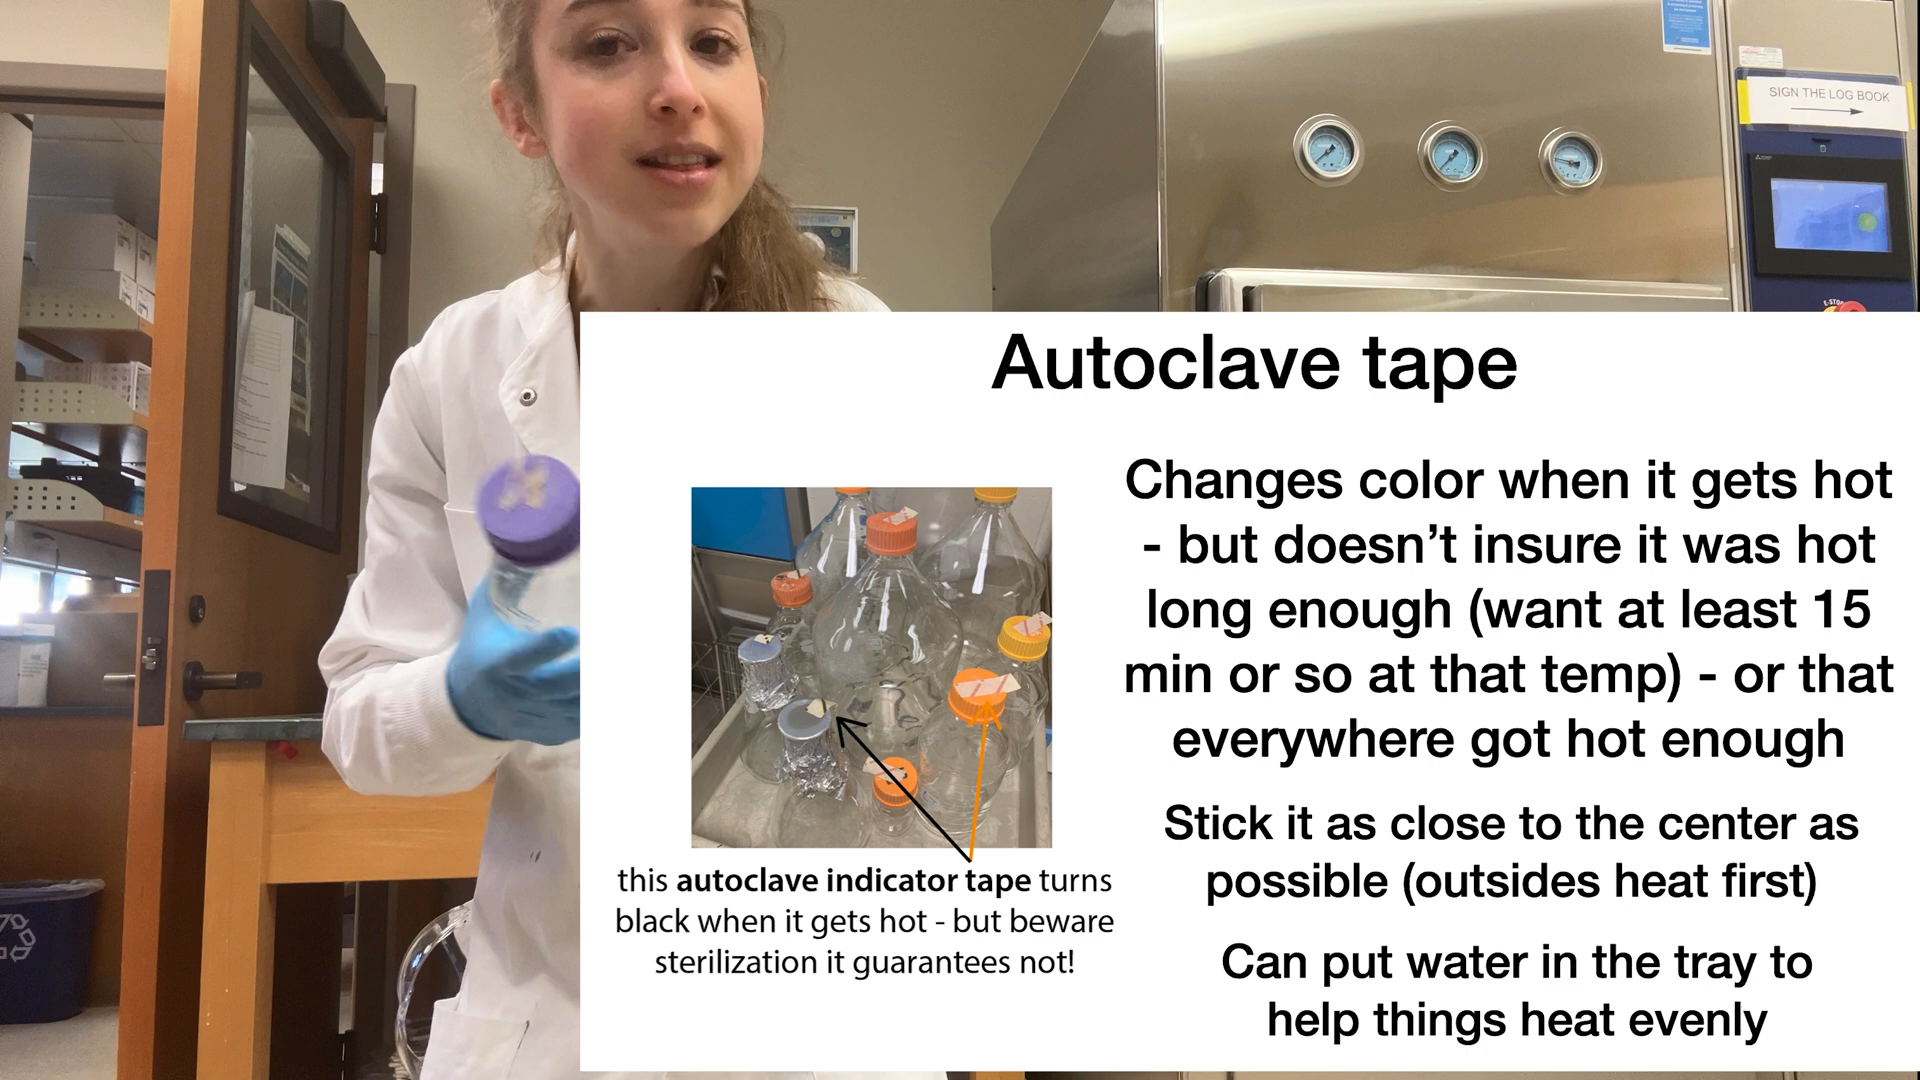 SIGN THE LOG BOOK
Autoclave tape
Changes color when it gets hot
- but doesn’t insure it was hot
long enough (want at least 15
min or so at that temp) - or that
everywhere got hot enough
Stick it as close to the center as
possible (outsides heat first)
Can put water in the tray to
help things heat evenly
this autoclave indicator tape turns
black when it gets hot - but beware
sterilization it guarantees not!